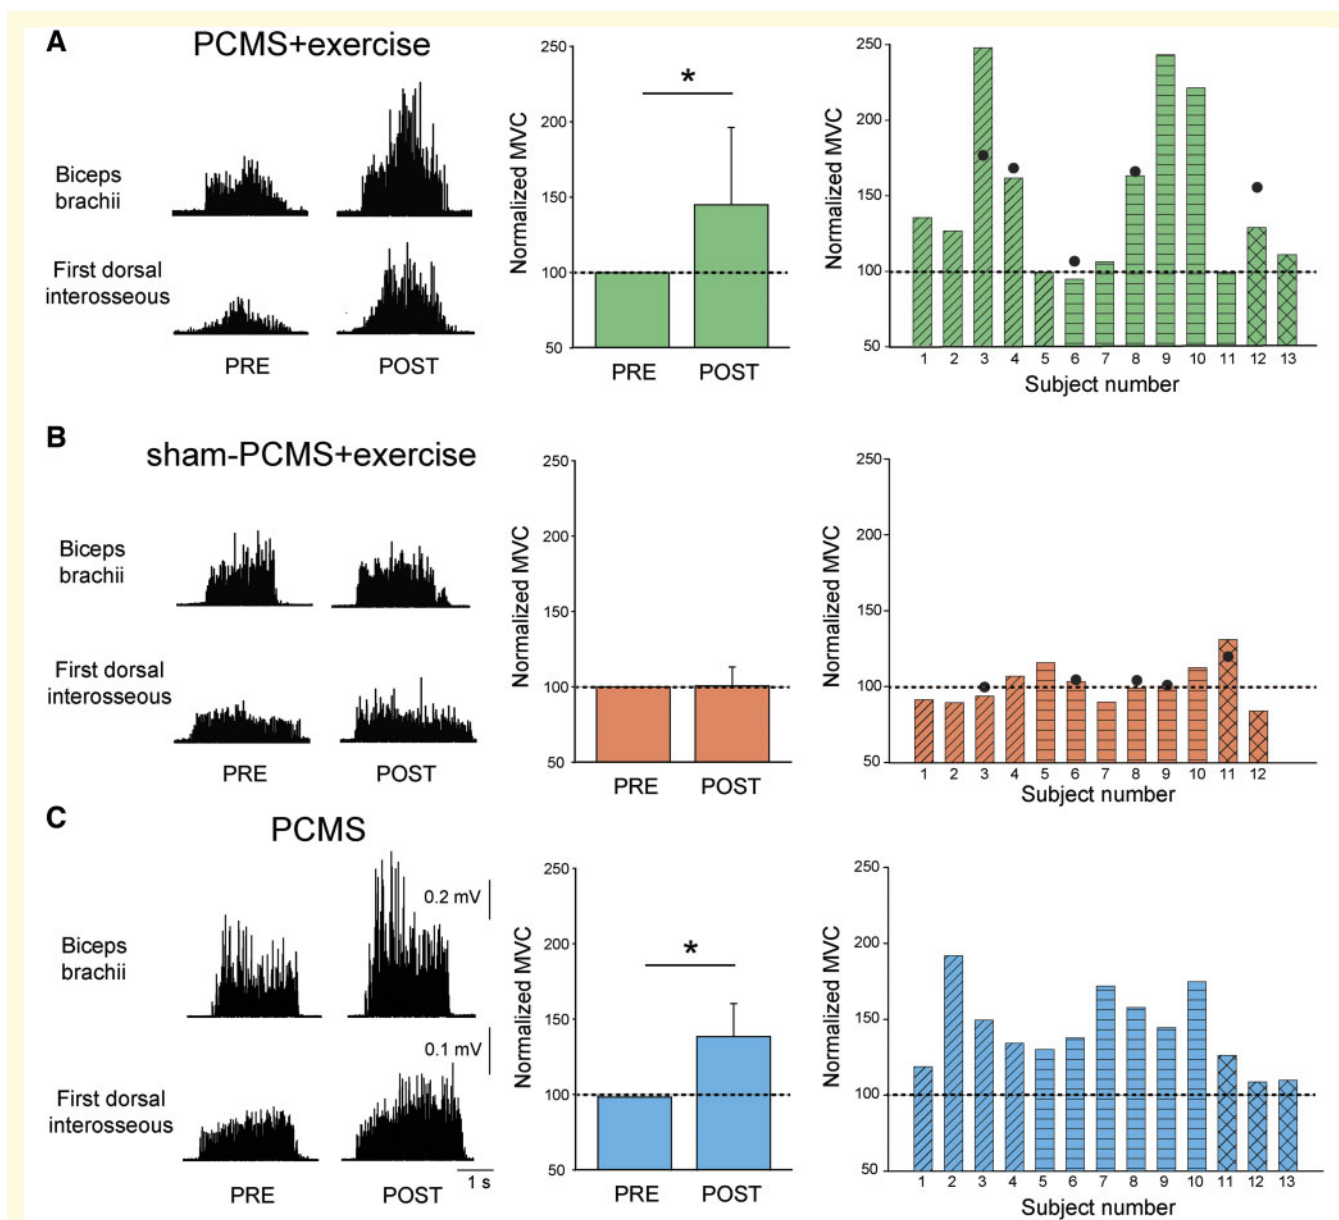 A
PCMS+exercise
Biceps
brachii
First dorsal
interosseous
PRE
POST
Normalized MVC
250
200
150
100
50
*
PRE
POST
Normalized MVC
250
200
150
100
50
1 2 3 4 5 6 7 8 9 10 11 12 13
Subject number
B
sham-PCMS+exercise
Biceps
brachii
First dorsal
interosseous
PRE
POST
Normalized MVC
250
200
150
100
50
PRE
POST
Normalized MVC
250
200
150
100
50
1 2 3 4 5 6 7 8 9 10 11 12
Subject number
C
PCMS
0.2 mV
Biceps
brachii
0.1 mV
First dorsal
interosseous
1 s
PRE
POST
Normalized MVC
250
200
150
100
50
*
PRE
POST
Normalized MVC
250
200
150
100
50
1 2 3 4 5 6 7 8 9 10 11 12 13
Subject number